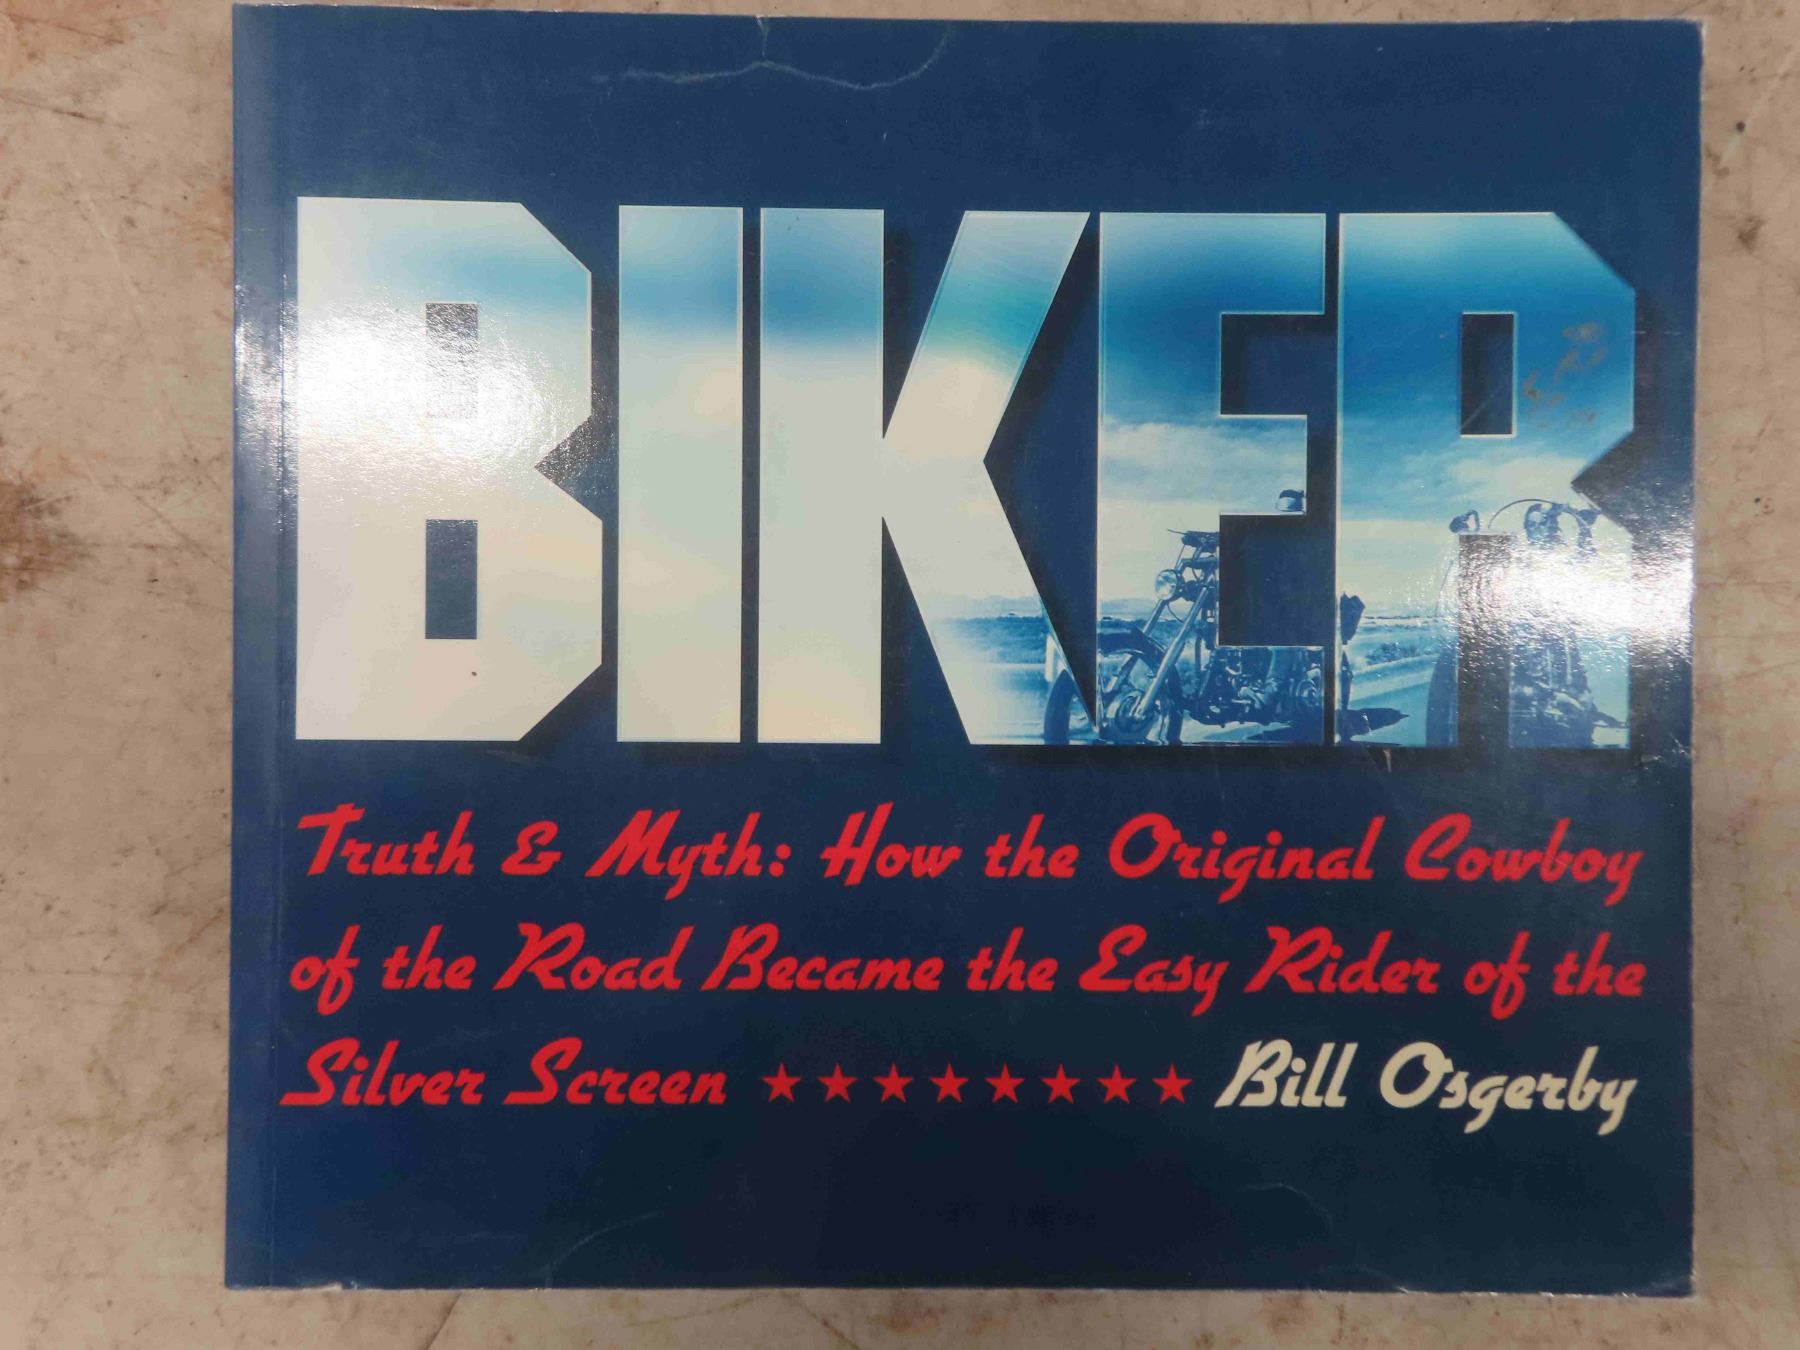 BIKER
Truth & Myth: How the Original Cowboy
of the Road Became the Easy Rider of the
Silver Screen ★★★★★★★★ Bill Osgerby